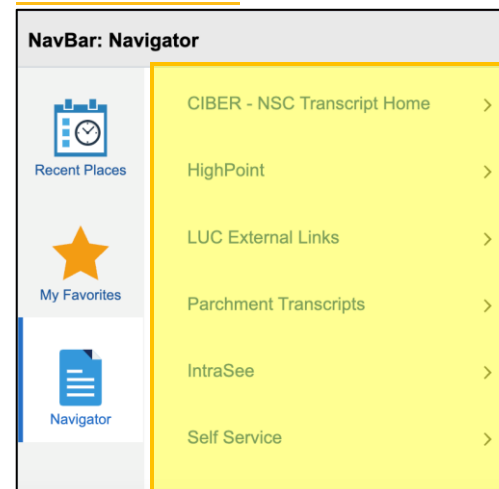 NavBar: Navigator
Recent Places
My Favorites
Navigator
CIBER - NSC Transcript Home
HighPoint
LUC External Links
Parchment Transcripts
IntraSee
Self Service